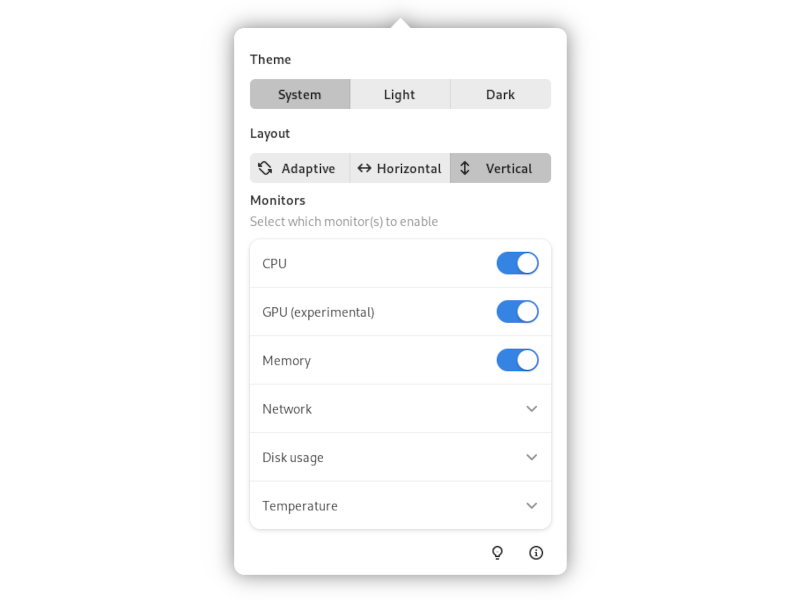 Theme
System Light Dark
Layout
Adaptive Horizontal Vertical
Monitors
Select which monitor(s) to enable
CPU
GPU (experimental)
Memory
Network
Disk usage
Temperature